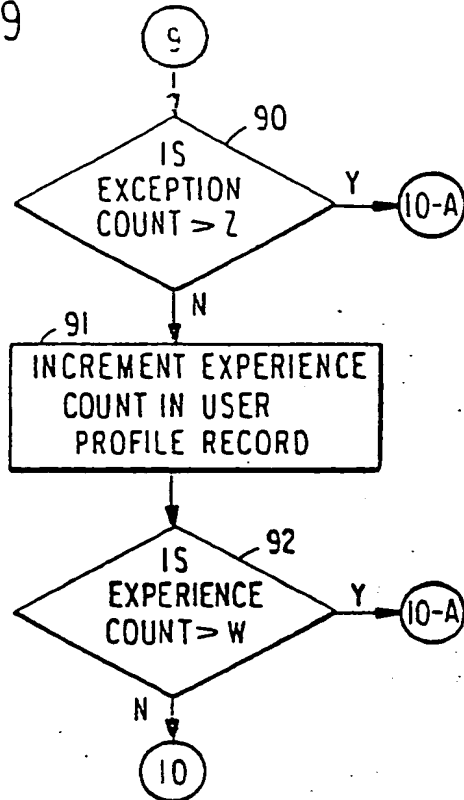 9
9
90
IS
EXCEPTION
COUNT > Z
Y
10-A
N
91
INCREMENT EXPERIENCE
COUNT IN USER
PROFILE RECORD
92
IS
EXPERIENCE
COUNT > W
Y
10-A
N
10